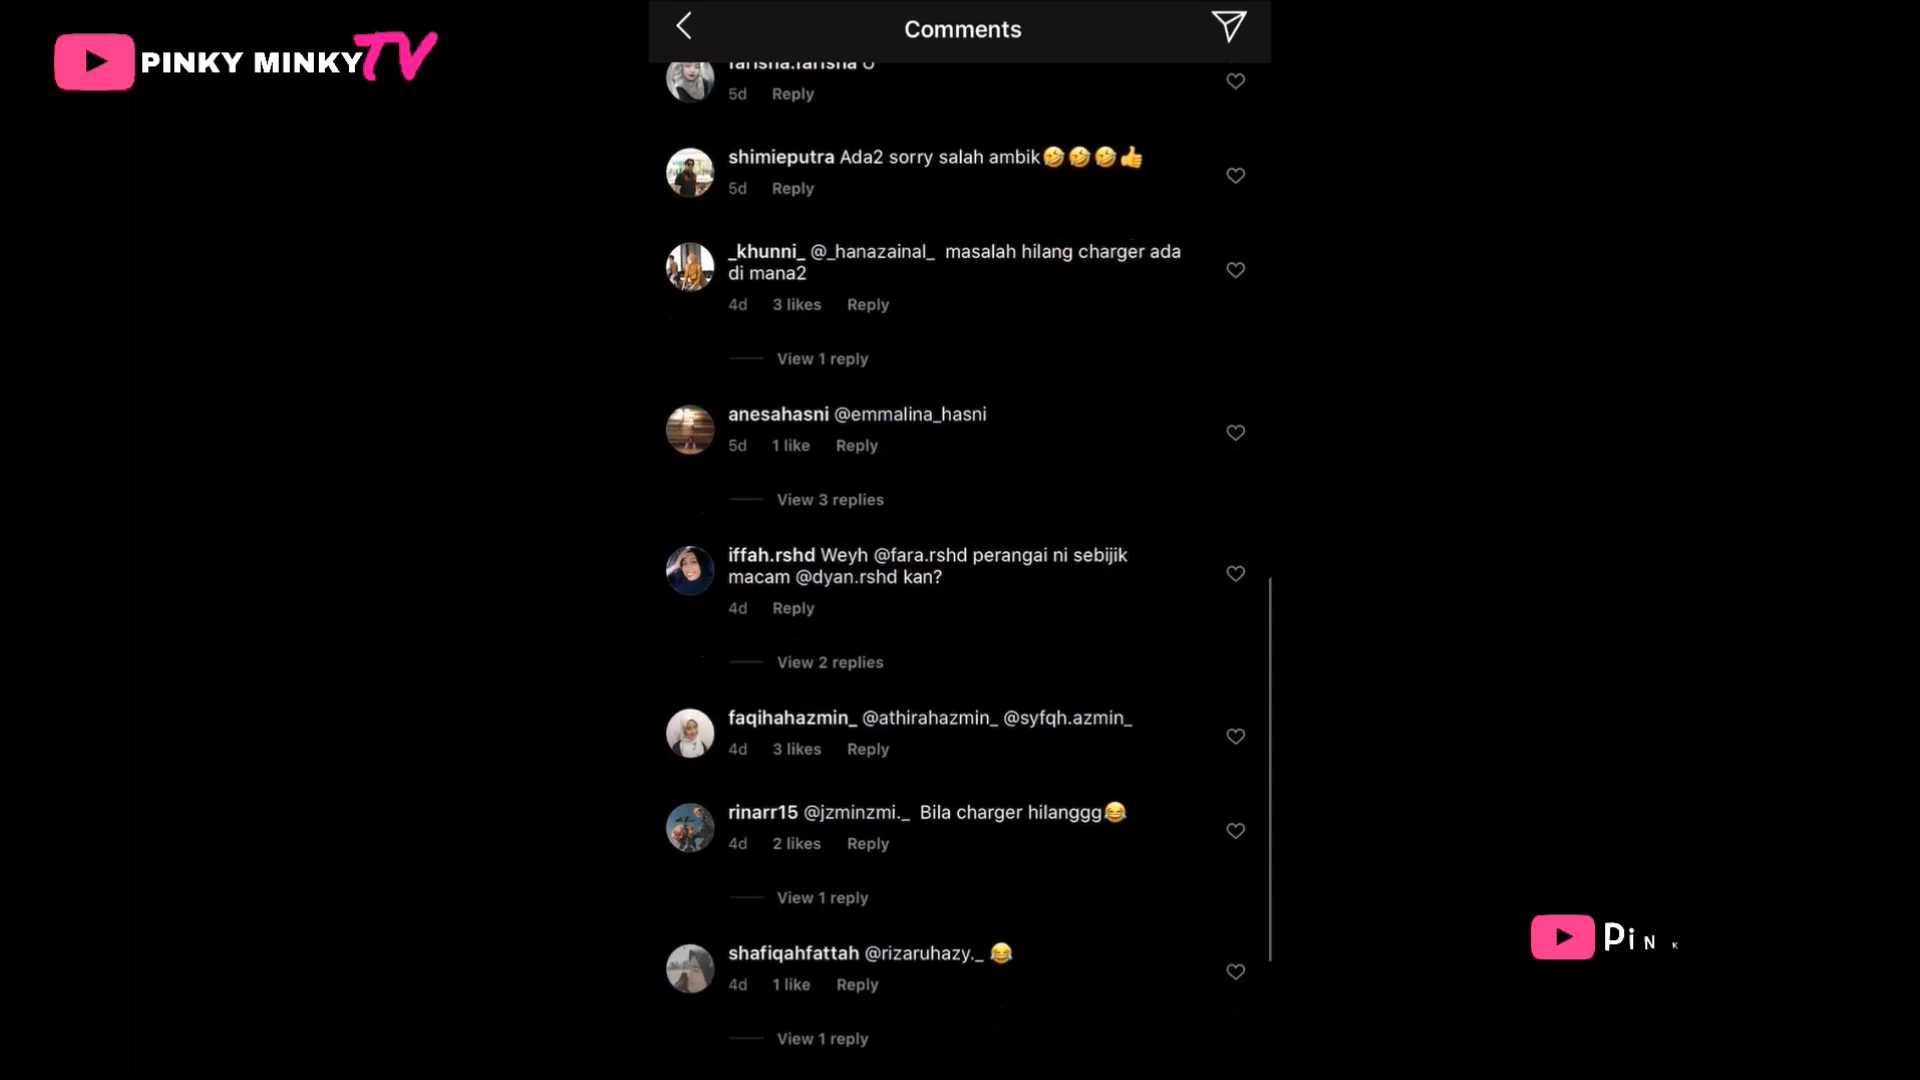 PINKY MINKY TV
Comments
farisha.farisha
5d Reply
shimieputra Ada2 sorry salah ambik🤣🤣🤣👍
5d Reply
_khunni_ @_hanazainal_ masalah hilang charger ada
di mana2
4d 3 likes Reply
View 1 reply
anesahasni @emmalina_hasni
5d 1 like Reply
View 3 replies
iffah.rshd Weyh @fara.rshd perangai ni sebijik
macam @dyan.rshd kan?
4d Reply
View 2 replies
faqihahazmin_ @athirahazmin_ @syfqh.azmin_
4d 3 likes Reply
rinarr15 @jzminzmi._ Bila charger hilanggg😂
4d 2 likes Reply
View 1 reply
shafiqahfattah @rizaruhazy._ 😂
4d 1 like Reply
View 1 reply
PiNK